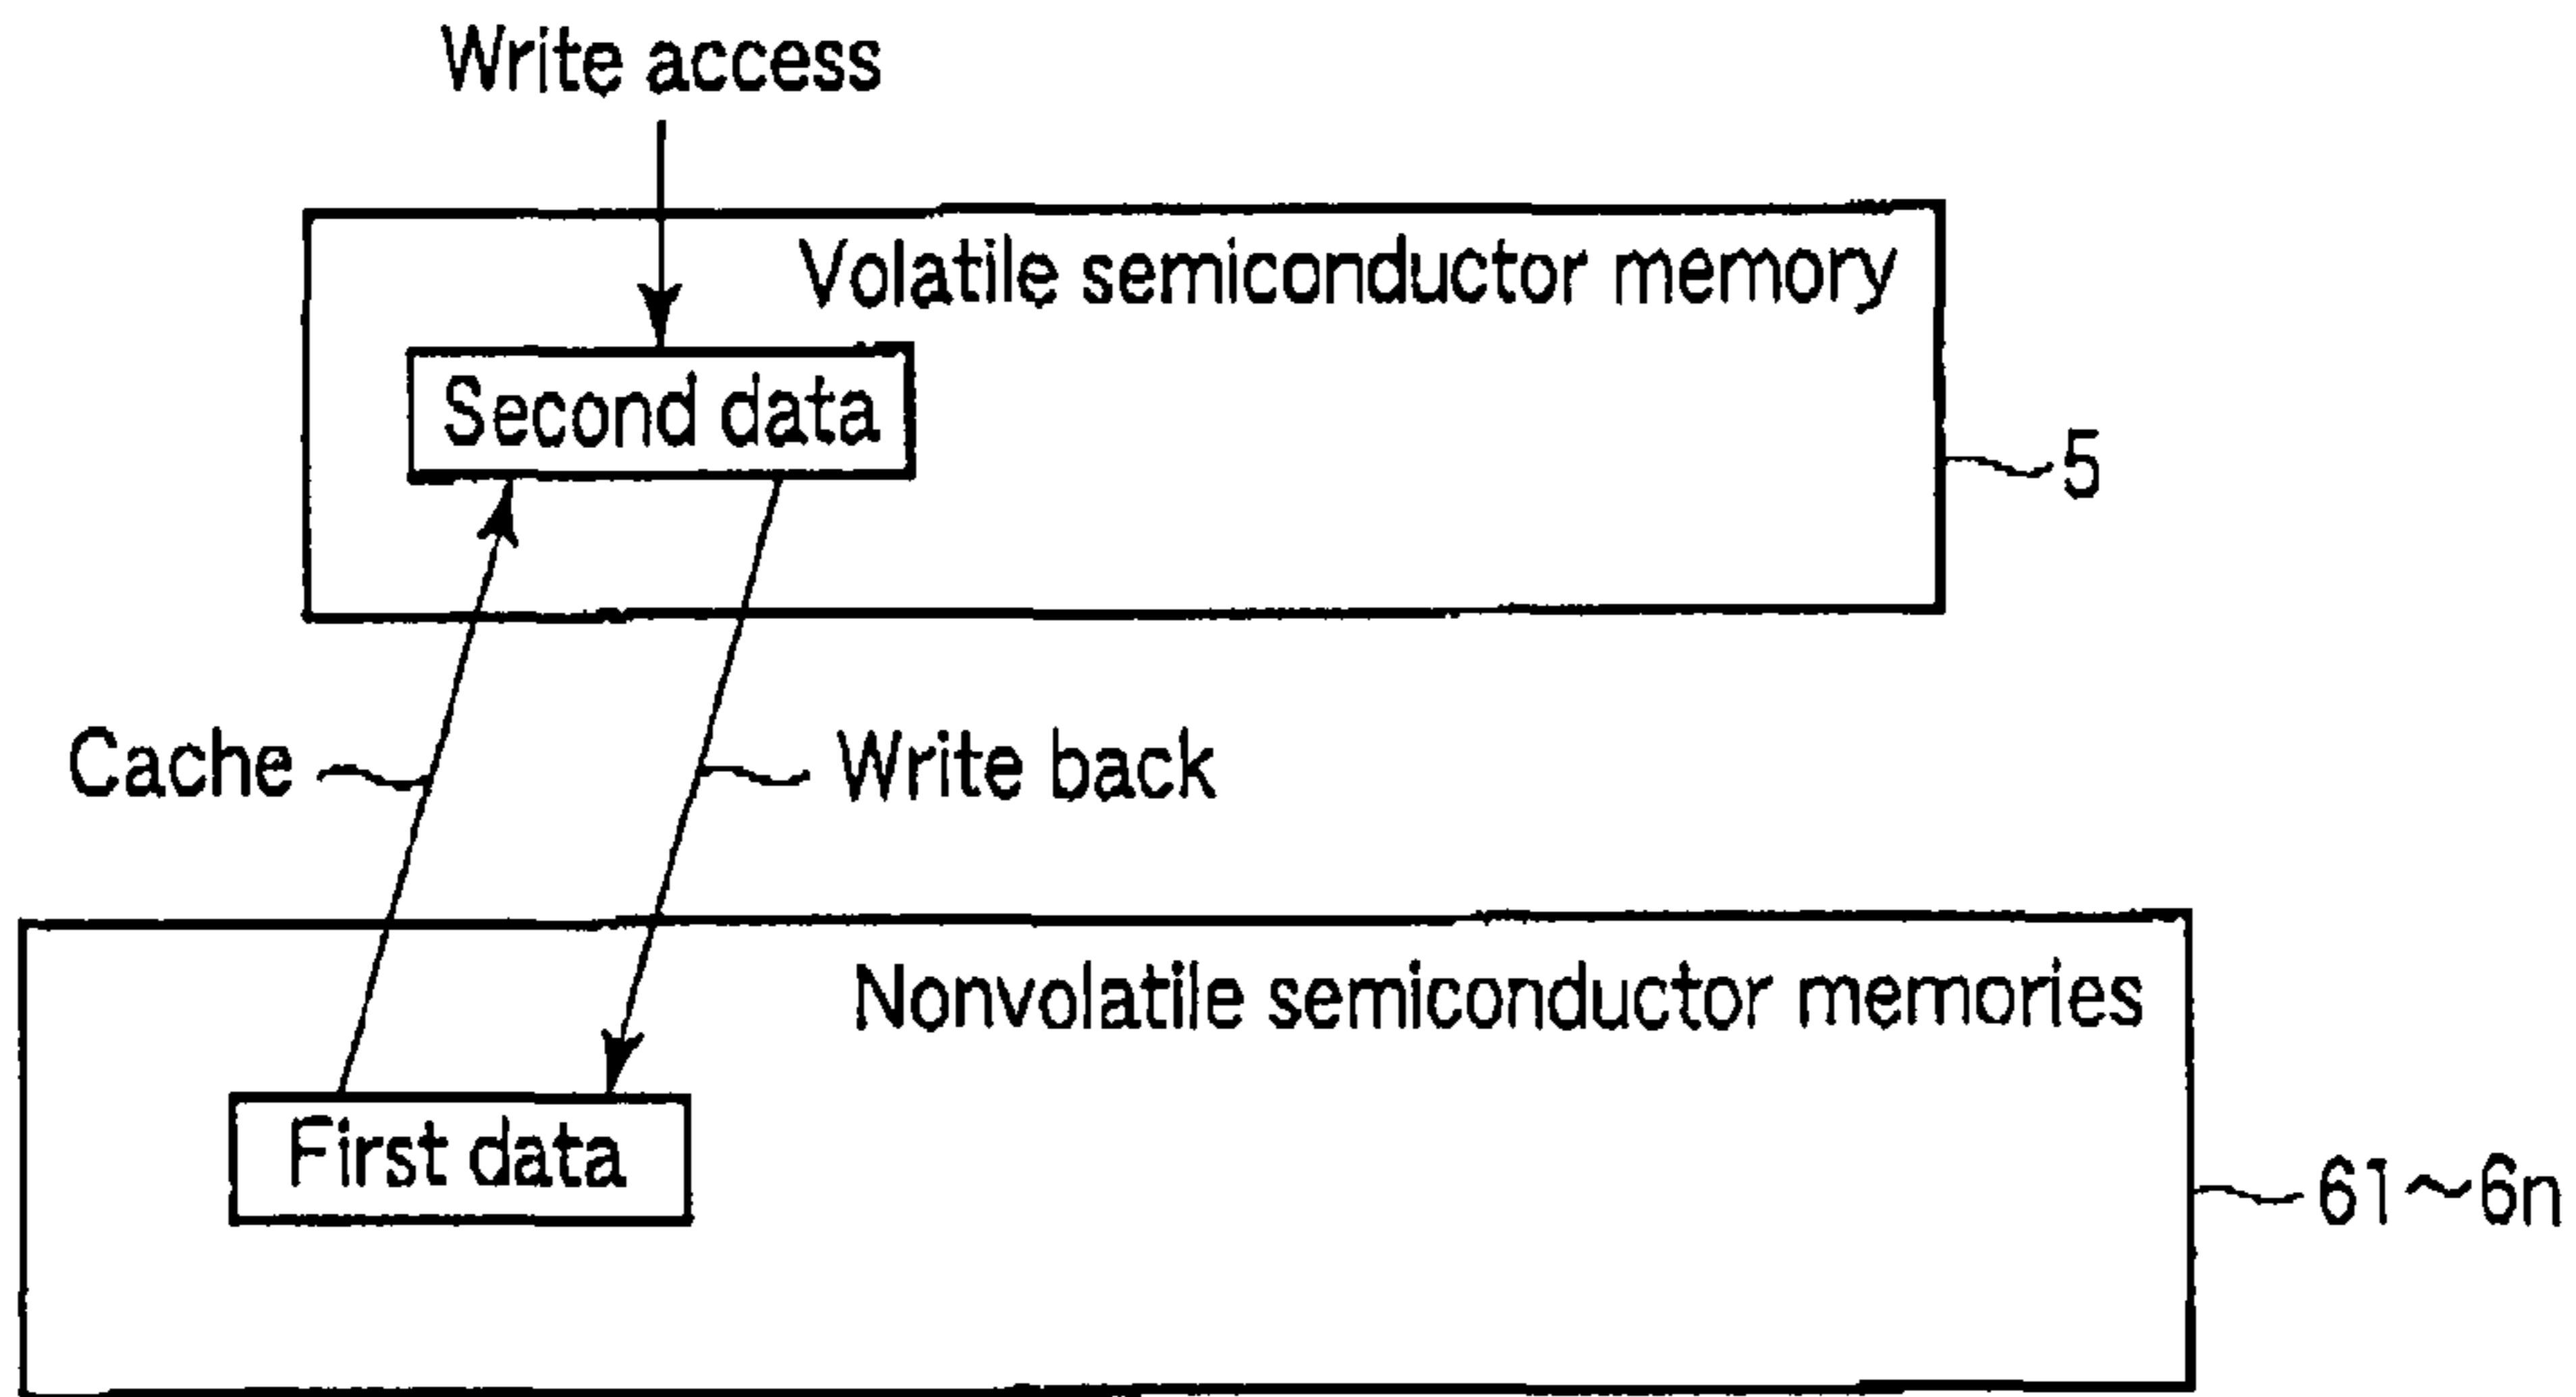 Write access
Volatile semiconductor memory
Second data
5
Cache
Write back
Nonvolatile semiconductor memories
First data
61~6n